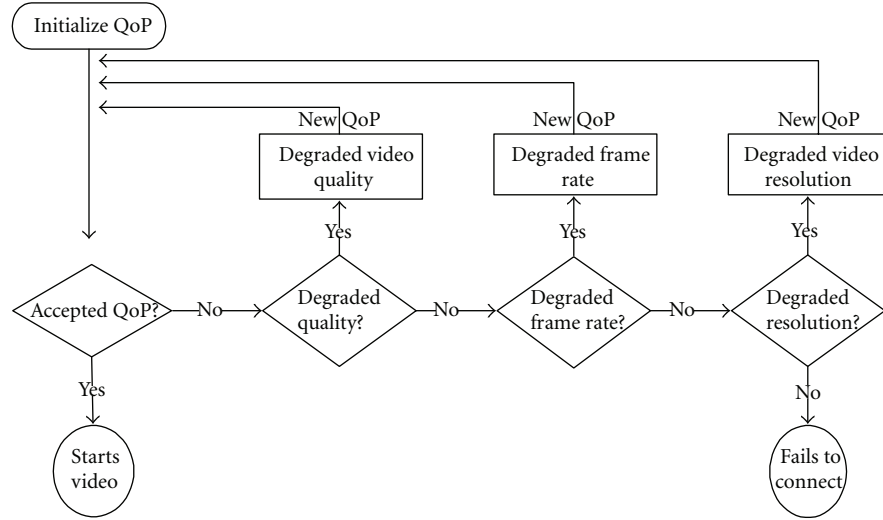 Initialize QoP
New QoP
New QoP
New QoP
Degraded video
quality
Degraded frame
rate
Degraded video
resolution
Yes
Yes
Yes
Accepted QoP?
No
Degraded
quality?
No
Degraded
frame rate?
No
Degraded
resolution?
Yes
No
Starts
video
Fails to
connect